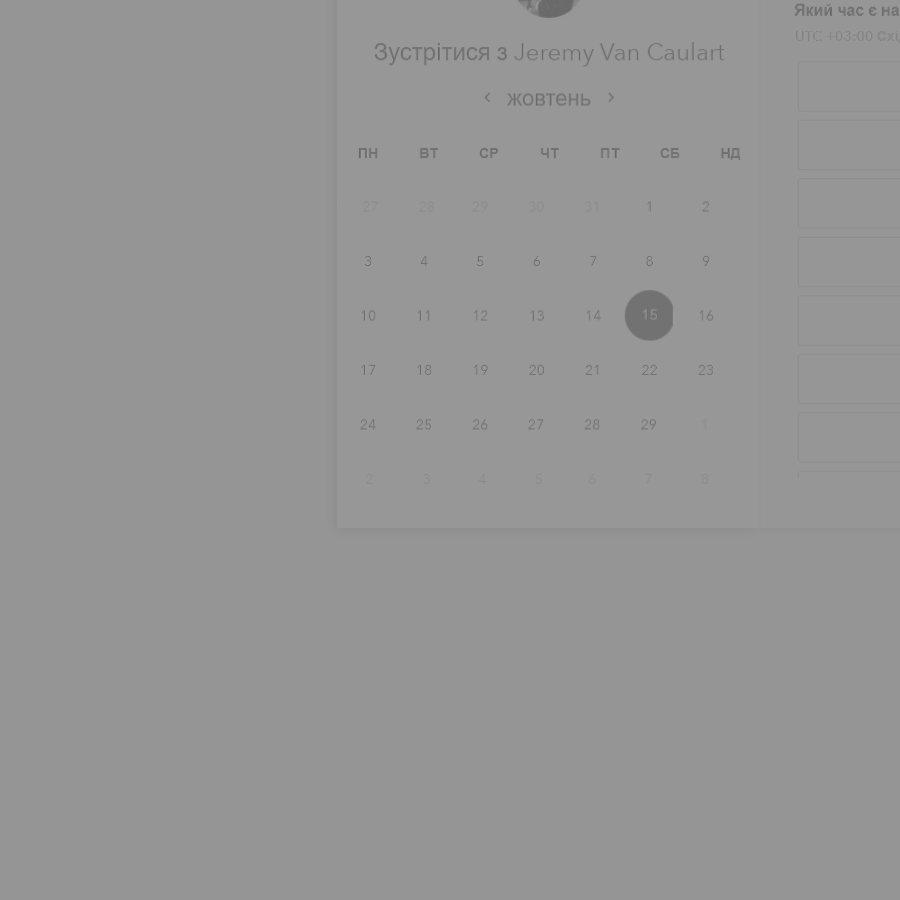 Зустрітися з Jeremy Van Caulart
жовтень
ПН ВТ СР ЧТ ПТ СБ НД
27 28 29 30 31 1 2
3 4 5 6 7 8 9
10 11 12 13 14 15 16
17 18 19 20 21 22 23
24 25 26 27 28 29 1
2 3 4 5 6 7 8
Який час є на
UTC +03:00 Схі